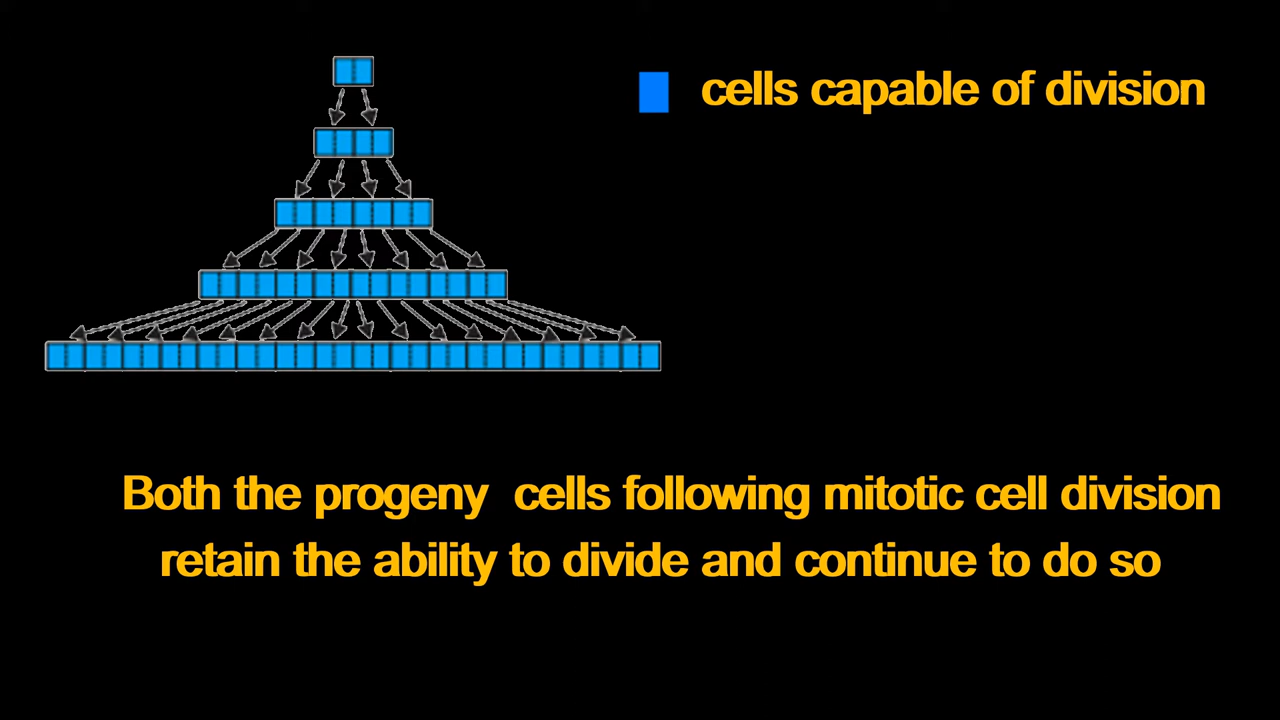 cells capable of division
Both the progeny cells following mitotic cell division
retain the ability to divide and continue to do so